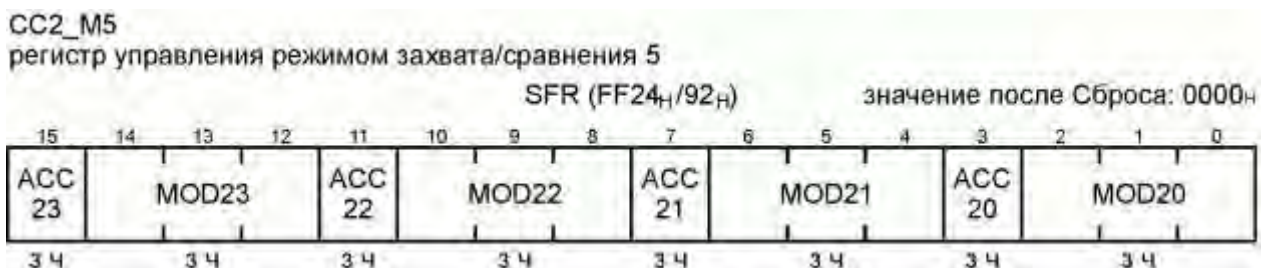 CC2_M5
регистр управления режимом захвата/сравнения 5
SFR (FF24H/92H) значение после Сброса: 0000H
15 14 13 12 11 10 9 8 7 6 5 4 3 2 1 0
ACC 23 MOD23 ACC 22 MOD22 ACC 21 MOD21 ACC 20 MOD20
З Ч З Ч З Ч З Ч З Ч З Ч З Ч З Ч